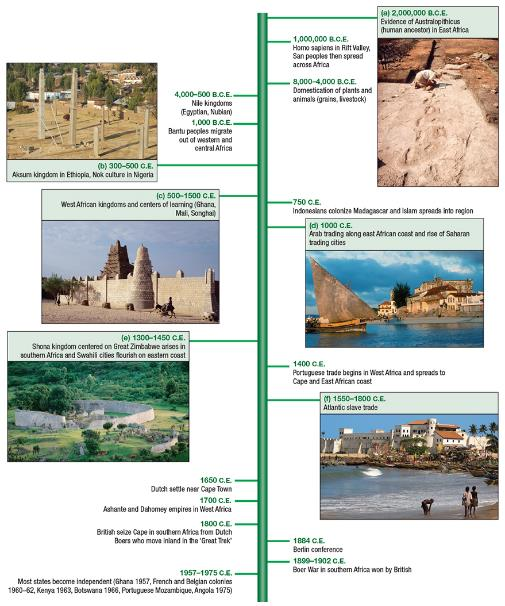 (a) 2,000,000 B.C.E.
Evidence of Australopithicus
(human ancestor) in East Africa
1,000,000 B.C.E.
Homo sapiens in Rift Valley,
San peoples then spread
across Africa
8,000–4,000 B.C.E.
Domestication of plants and
animals (grains, livestock)
4,000–500 B.C.E.
Nile kingdoms
(Egyptian, Nubian)
1,000 B.C.E.
Bantu peoples migrate
out of western and
central Africa
(b) 300–500 C.E.
Aksum kingdom in Ethiopia, Nok culture in Nigeria
(c) 500–1500 C.E.
West African kingdoms and centers of learning (Ghana,
Mali, Songhai)
750 C.E.
Indonesians colonize Madagascar and Islam spreads into region
(d) 1000 C.E.
Arab trading along east African coast and rise of Saharan
trading cities
(e) 1300–1450 C.E.
Shona kingdom centered on Great Zimbabwe arises in
southern Africa and Swahili cities flourish on eastern coast
1400 C.E.
Portuguese trade begins in West Africa and spreads to
Cape and East African coast
(f) 1550–1800 C.E.
Atlantic slave trade
1650 C.E.
Dutch settle near Cape Town
1700 C.E.
Ashante and Dahomey empires in West Africa
1800 C.E.
British seize Cape in southern Africa from Dutch
Boers who move inland in the 'Great Trek'
1884 C.E.
Berlin conference
1899–1902 C.E.
Boer War in southern Africa won by British
1957–1975 C.E.
Most states become independent (Ghana 1957, French and Belgian colonies
1960–62, Kenya 1963, Botswana 1966, Portuguese Mozambique, Angola 1975)